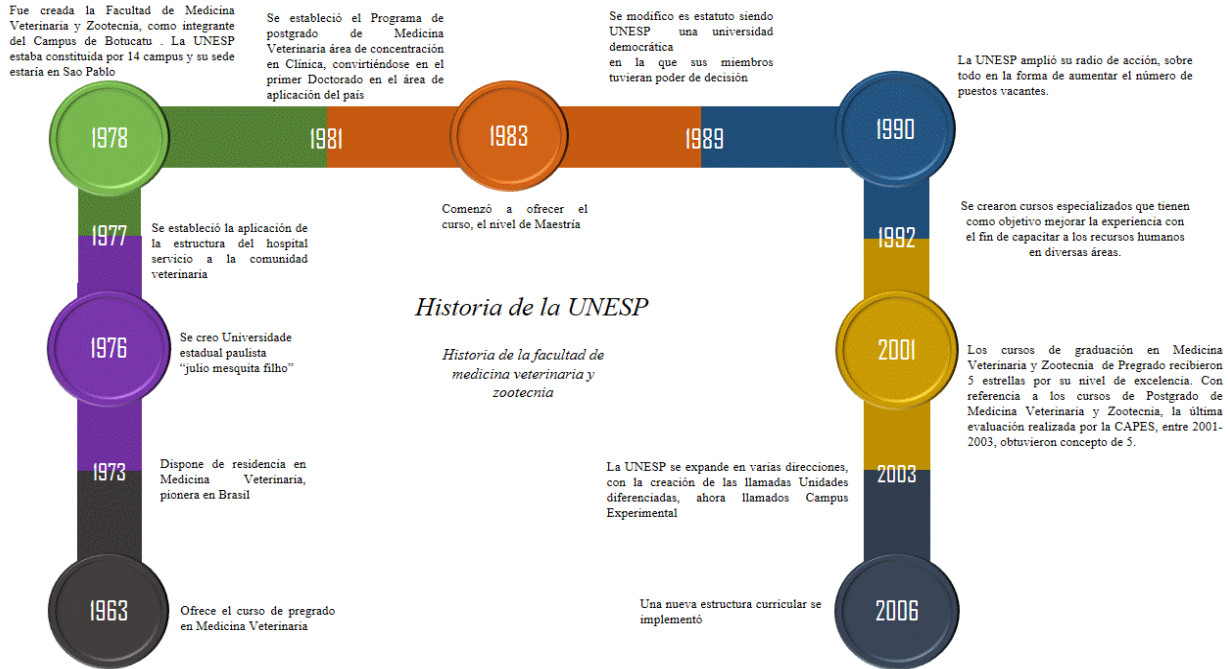 Fue creada la Facultad de Medicina
Veterinaria y Zootecnia, como integrante
del Campus de Botucatu . La UNESP
estaba constituida por 14 campus y su sede
estaría en Sao Pablo
Se estableció el Programa de
postgrado de Medicina
Veterinaria área de concentración
en Clínica, convirtiéndose en el
primer Doctorado en el área de
aplicación del país
Se modifico es estatuto siendo
UNESP una universidad
democrática
en la que sus miembros
tuvieran poder de decisión
La UNESP amplió su radio de acción, sobre
todo en la forma de aumentar el número de
puestos vacantes.
1978
1981
1983
1989
1990
Comenzó a ofrecer el
curso, el nivel de Maestría
1977
Se estableció la aplicación de
la estructura del hospital
servicio a la comunidad
veterinaria
1992
Se crearon cursos especializados que tienen
como objetivo mejorar la experiencia con
el fin de capacitar a los recursos humanos
en diversas áreas.
Historia de la UNESP
Historia de la facultad de
medicina veterinaria y
zootecnia
1976
Se creo Universidade
estadual paulista
“julio mesquita filho”
2001
Los cursos de graduación en Medicina
Veterinaria y Zootecnia de Pregrado recibieron
5 estrellas por su nivel de excelencia. Con
referencia a los cursos de Postgrado de
Medicina Veterinaria y Zootecnia, la última
evaluación realizada por la CAPES, entre 2001-
2003, obtuvieron concepto de 5.
1973
Dispone de residencia en
Medicina Veterinaria,
pionera en Brasil
La UNESP se expande en varias direcciones,
con la creación de las llamadas Unidades
diferenciadas, ahora llamados Campus
Experimental
2003
1963
Ofrece el curso de pregrado
en Medicina Veterinaria
Una nueva estructura curricular se
implementó
2006